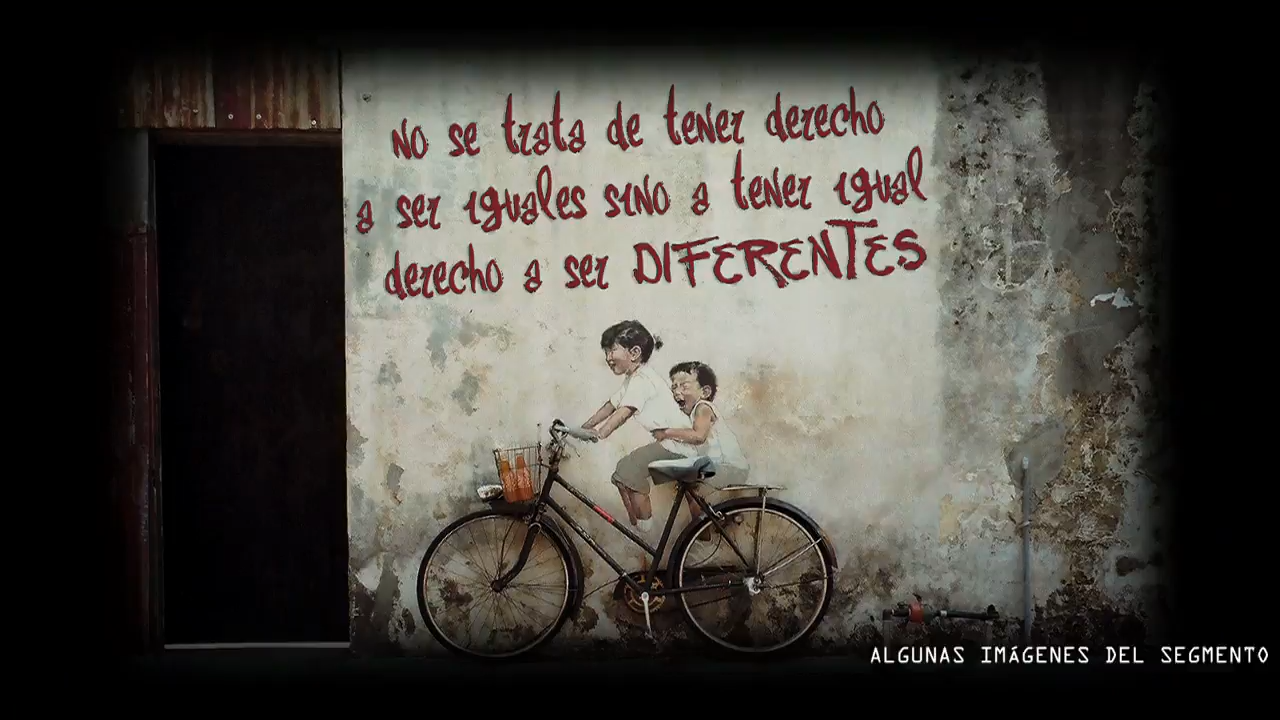 No se trata de tener derecho
a ser iguales sino a tener igual
derecho a ser DIFERENTES
ALGUNAS IMÁGENES DEL SEGMENTO